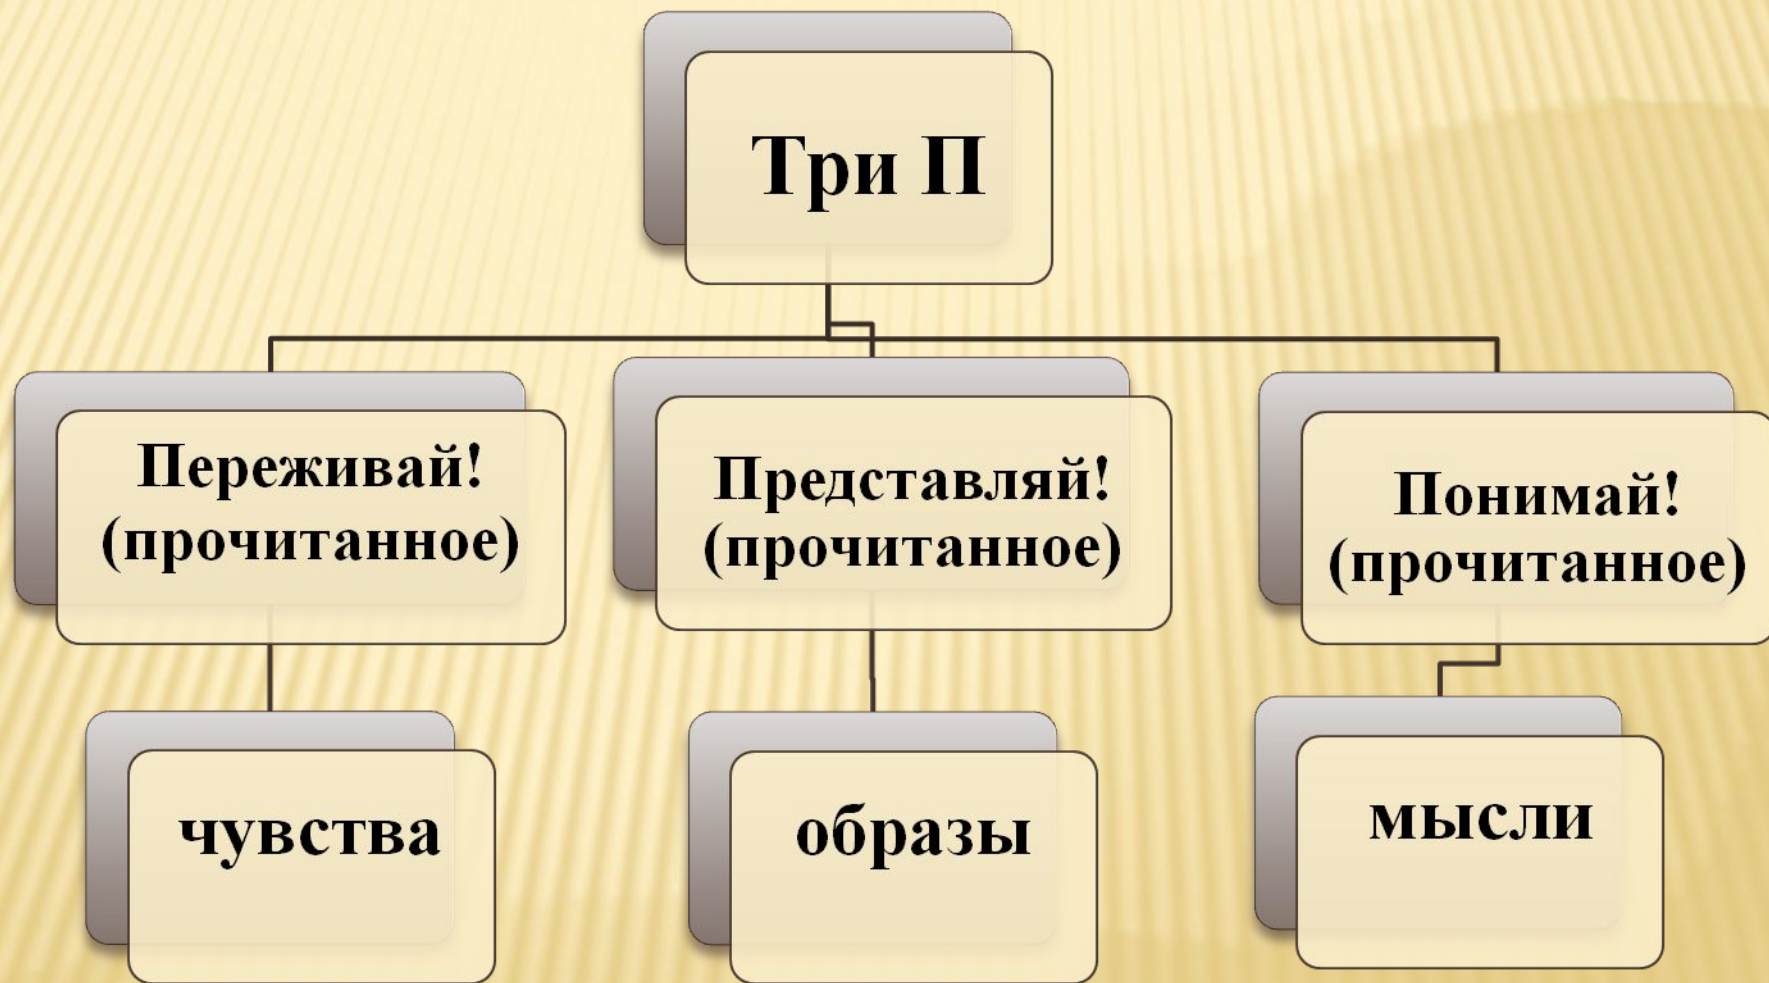 Три П
Переживай!
(прочитанное)
Представляй!
(прочитанное)
Понимай!
(прочитанное)
чувства
образы
мысли